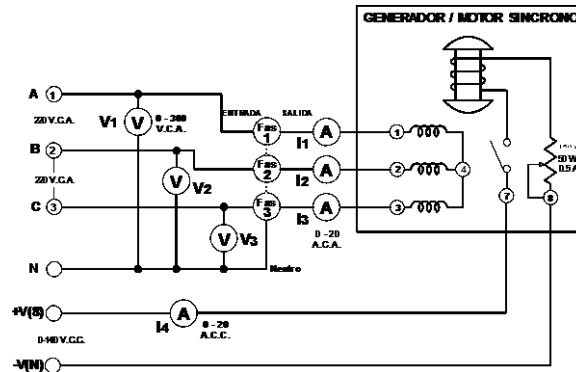 GENERADOR / MOTOR SINCRONO
A 1
220 V.C.A.
V1
V
0 - 300
V.C.A.
ENTRADA
SALIDA
Fas
1
I1
A
1
B 2
220 V.C.A.
V
V2
Fas
2
I2
A
2
4
C 3
V
V3
Fas
3
I3
A
3
0 - 20
A.C.A.
50 W
0.5 A
7
8
N
Neutro
+V(8)
I4
A
0 - 20
A.C.C.
0-140 V.C.C.
-V(N)